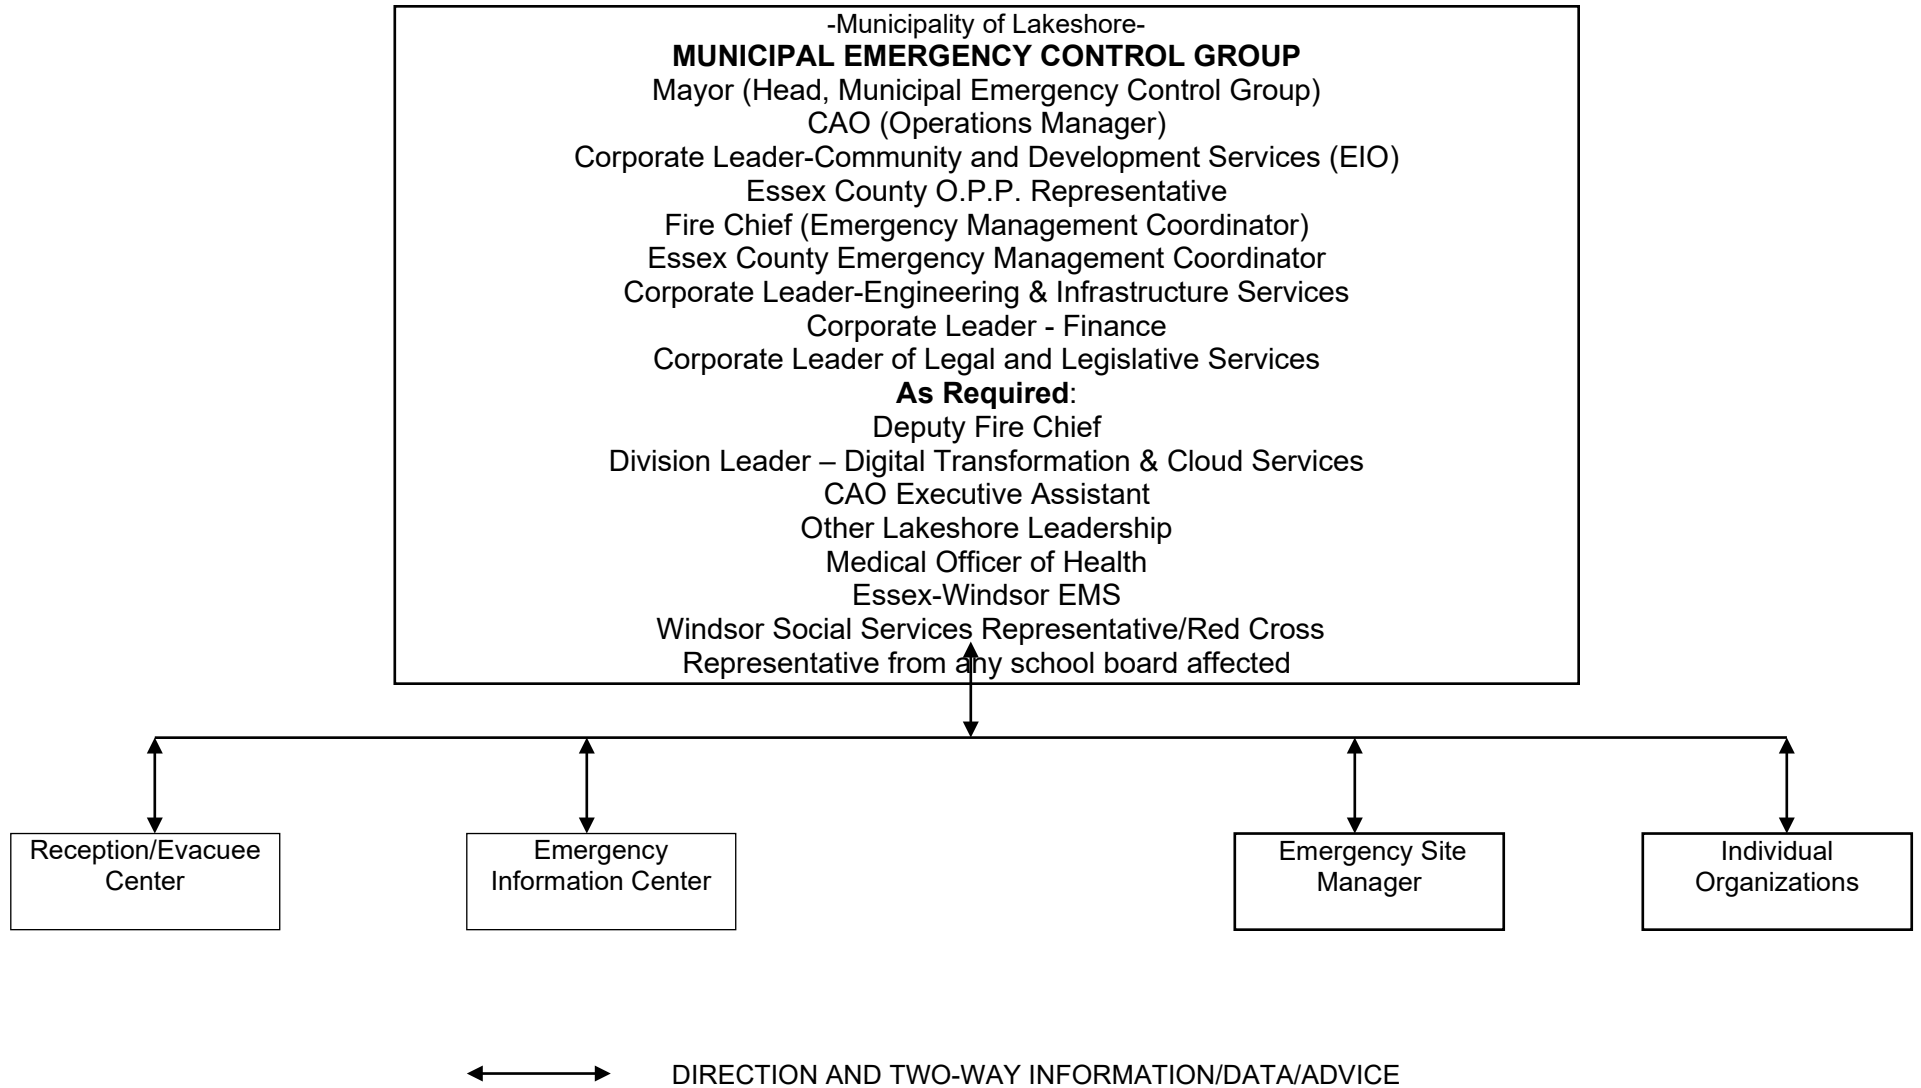 -Municipality of Lakeshore-
MUNICIPAL EMERGENCY CONTROL GROUP
Mayor (Head, Municipal Emergency Control Group)
CAO (Operations Manager)
Corporate Leader-Community and Development Services (EIO)
Essex County O.P.P. Representative
Fire Chief (Emergency Management Coordinator)
Essex County Emergency Management Coordinator
Corporate Leader-Engineering & Infrastructure Services
Corporate Leader - Finance
Corporate Leader of Legal and Legislative Services
As Required:
Deputy Fire Chief
Division Leader – Digital Transformation & Cloud Services
CAO Executive Assistant
Other Lakeshore Leadership
Medical Officer of Health
Essex-Windsor EMS
Windsor Social Services Representative/Red Cross
Representative from any school board affected
Reception/Evacuee
Center
Emergency
Information Center
Emergency Site
Manager
Individual
Organizations
DIRECTION AND TWO-WAY INFORMATION/DATA/ADVICE